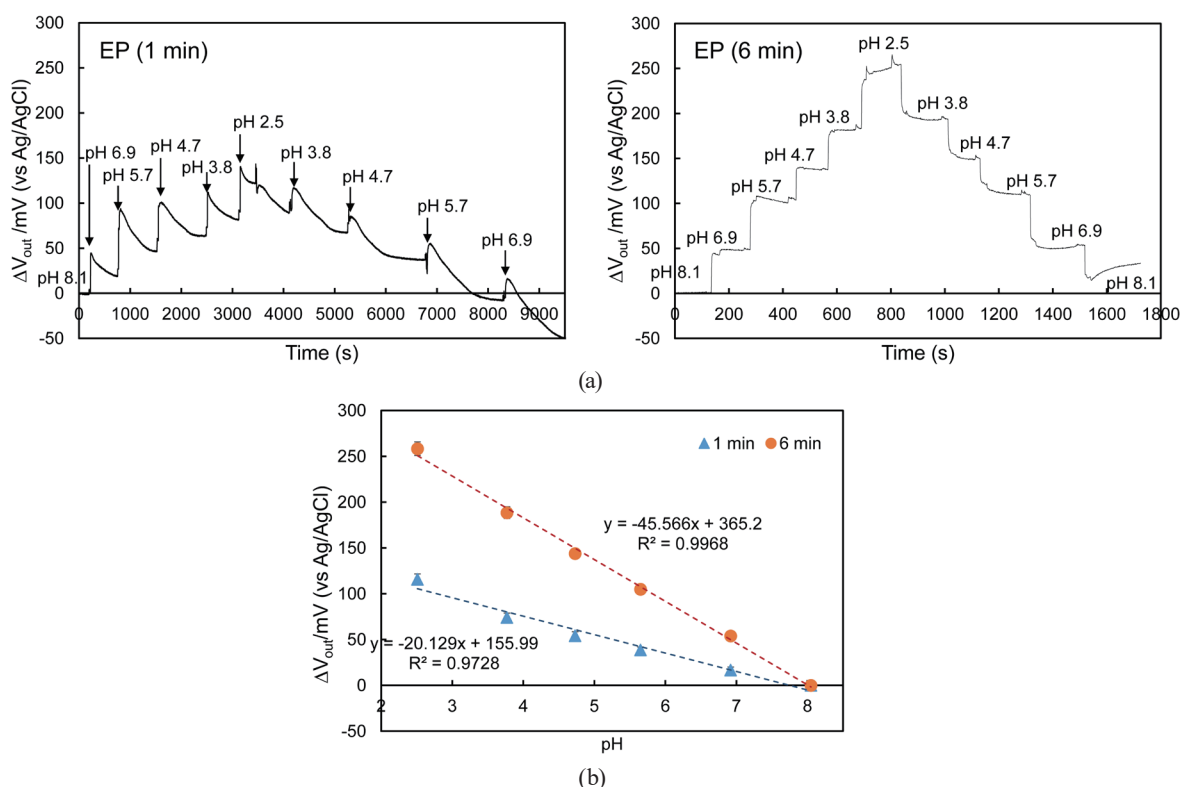 EP (1 min)
ΔVout /mV (vs Ag/AgCl)
300
250
200
150
100
50
0
-50
pH 8.1
pH 6.9
pH 5.7
pH 4.7
pH 3.8
pH 2.5
pH 3.8
pH 4.7
pH 5.7
pH 6.9
0 1000 2000 3000 4000 5000 6000 7000 8000 9000
Time (s)
EP (6 min)
ΔVout /mV (vs Ag/AgCl)
300
250
200
150
100
50
0
-50
pH 8.1
pH 6.9
pH 5.7
pH 4.7
pH 3.8
pH 2.5
pH 3.8
pH 4.7
pH 5.7
pH 6.9
pH 8.1
0 200 400 600 800 1000 1200 1400 1600 1800
Time (s)
(a)
ΔVout/mV (vs Ag/AgCl)
300
250
200
150
100
50
0
-50
1 min 6 min
y = -45.566x + 365.2
R² = 0.9968
y = -20.129x + 155.99
R² = 0.9728
2 3 4 5 6 7 8
pH
(b)